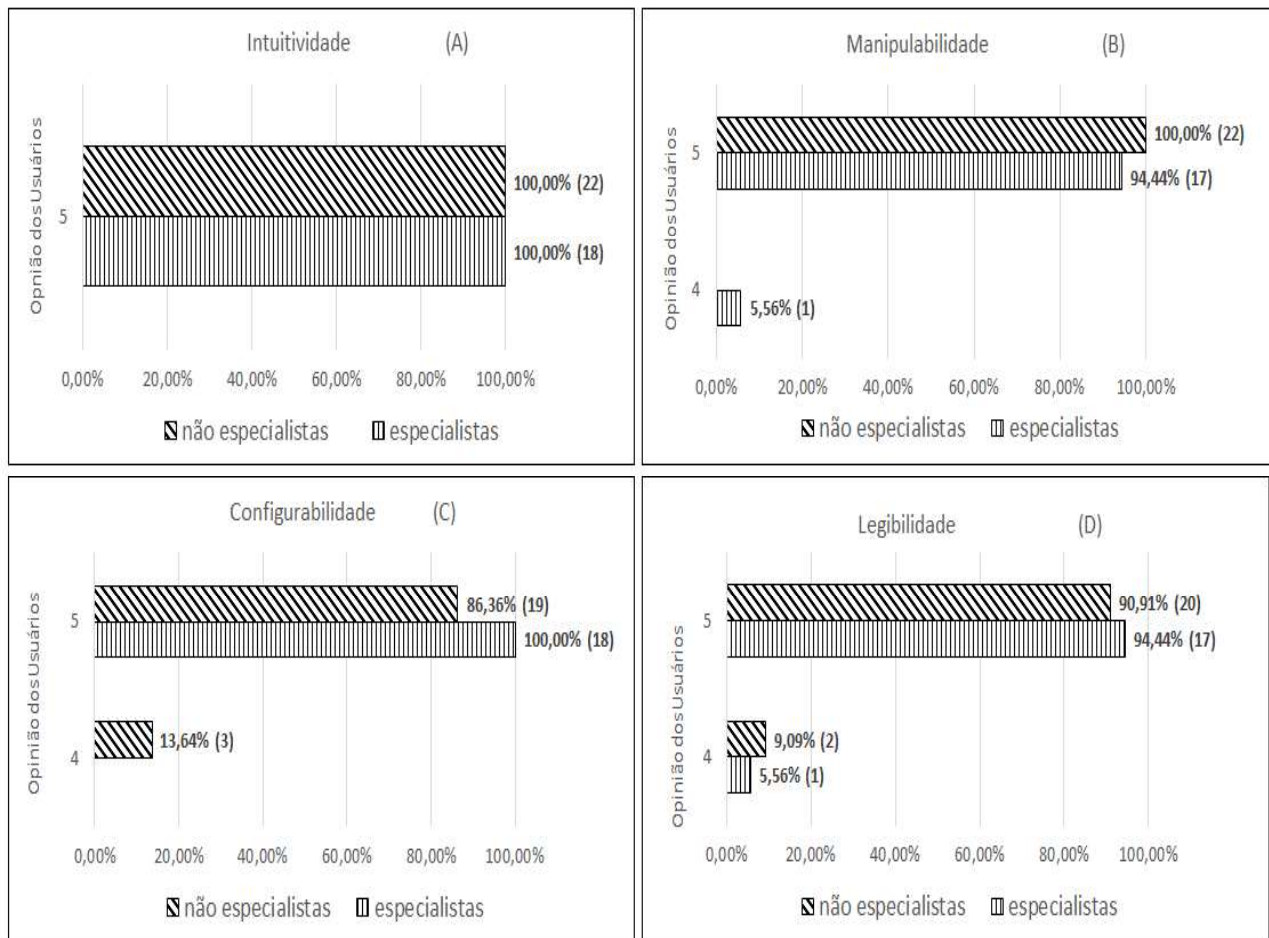 Intuitividade (A)
Opnião dos Usuários
5
100,00% (22)
100,00% (18)
0,00% 20,00% 40,00% 60,00% 80,00% 100,00%
não especialistas especialistas
Manipulabilidade (B)
Opinião dos Usuários
5
100,00% (22)
94,44% (17)
4
5,56% (1)
0,00% 20,00% 40,00% 60,00% 80,00% 100,00%
não especialistas especialistas
Configurabilidade (C)
Opinião dos Usuários
5
86,36% (19)
100,00% (18)
4
13,64% (3)
0,00% 20,00% 40,00% 60,00% 80,00% 100,00%
não especialistas especialistas
Legibilidade (D)
Opinião dos Usuários
5
90,91% (20)
94,44% (17)
4
9,09% (2)
5,56% (1)
0,00% 20,00% 40,00% 60,00% 80,00% 100,00%
não especialistas especialistas